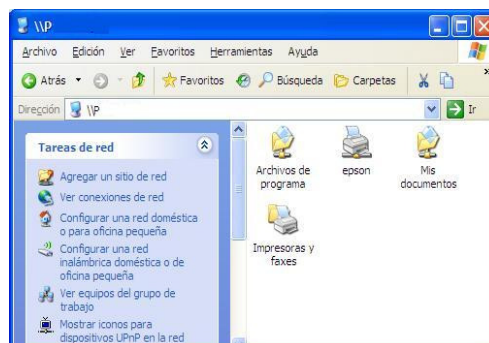 \\P
Archivo Edición Ver Favoritos Herramientas Ayuda
Atrás Favoritos Búsqueda Carpetas »
Dirección \\P Ir
Tareas de red
Agregar un sitio de red
Ver conexiones de red
Configurar una red doméstica
o para oficina pequeña
Configurar una red
inalámbrica doméstica o de
oficina pequeña
Ver equipos del grupo de
trabajo
Mostrar iconos para
dispositivos UPnP en la red
Archivos de
programa
epson
Mis
documentos
Impresoras y
faxes